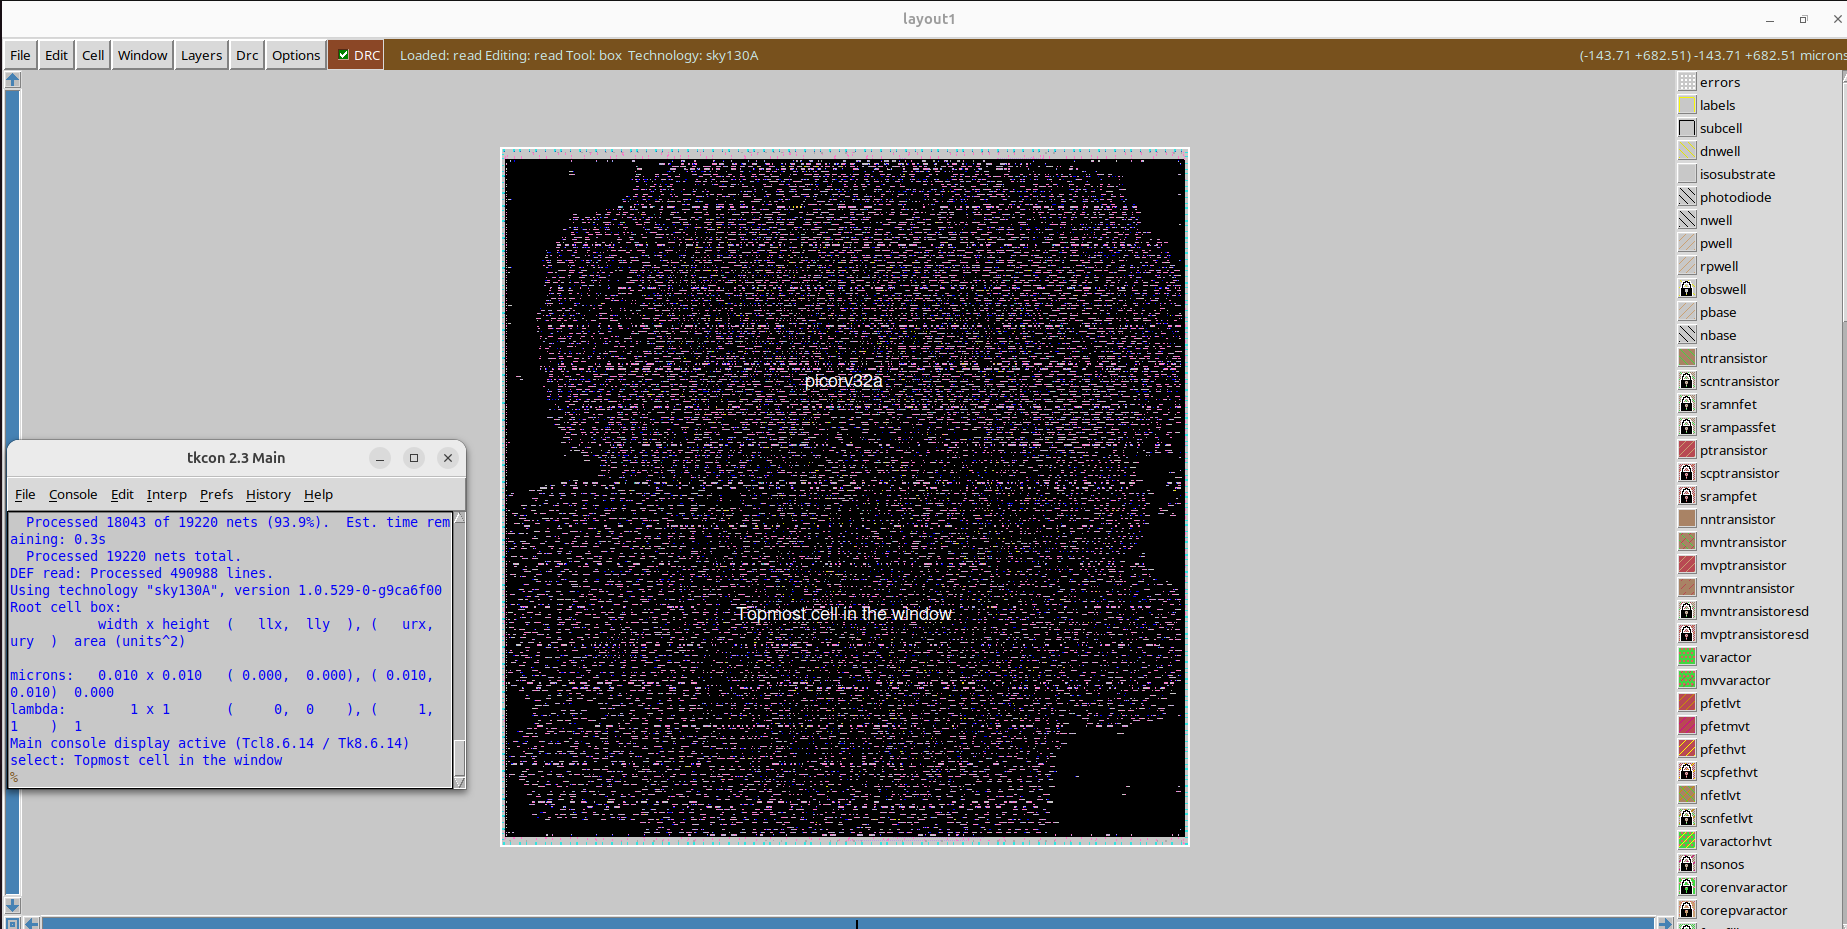 layout1
File Edit Cell Window Layers Drc Options DRC Loaded: read Editing: read Tool: box Technology: sky130A (-143.71 +682.51) -143.71 +682.51 microns
errors
labels
subcell
dnwell
isosubstrate
photodiode
nwell
pwell
rpwell
obswell
pbase
nbase
ntransistor
scntransistor
sramnfet
srampassfet
ptransistor
scptransistor
srampfet
nntransistor
mvntransistor
mvptransistor
mvnntransistor
mvntransistoresd
mvptransistoresd
varactor
mvvaractor
pfetlvt
pfetmvt
pfethvt
scpfethvt
nfetlvt
scnfetlvt
varactorhvt
nsonos
corenvaractor
corepvaractor
picorv32a
Topmost cell in the window
tkcon 2.3 Main
File Console Edit Interp Prefs History Help
Processed 18043 of 19220 nets (93.9%). Est. time rem
aining: 0.3s
Processed 19220 nets total.
DEF read: Processed 490988 lines.
Using technology "sky130A", version 1.0.529-0-g9ca6f00
Root cell box:
width x height ( llx, lly ), ( urx,
ury ) area (units^2)
microns: 0.010 x 0.010 ( 0.000, 0.000), ( 0.010,
0.010) 0.000
lambda: 1 x 1 ( 0, 0 ), ( 1,
1 ) 1
Main console display active (Tcl8.6.14 / Tk8.6.14)
select: Topmost cell in the window
%